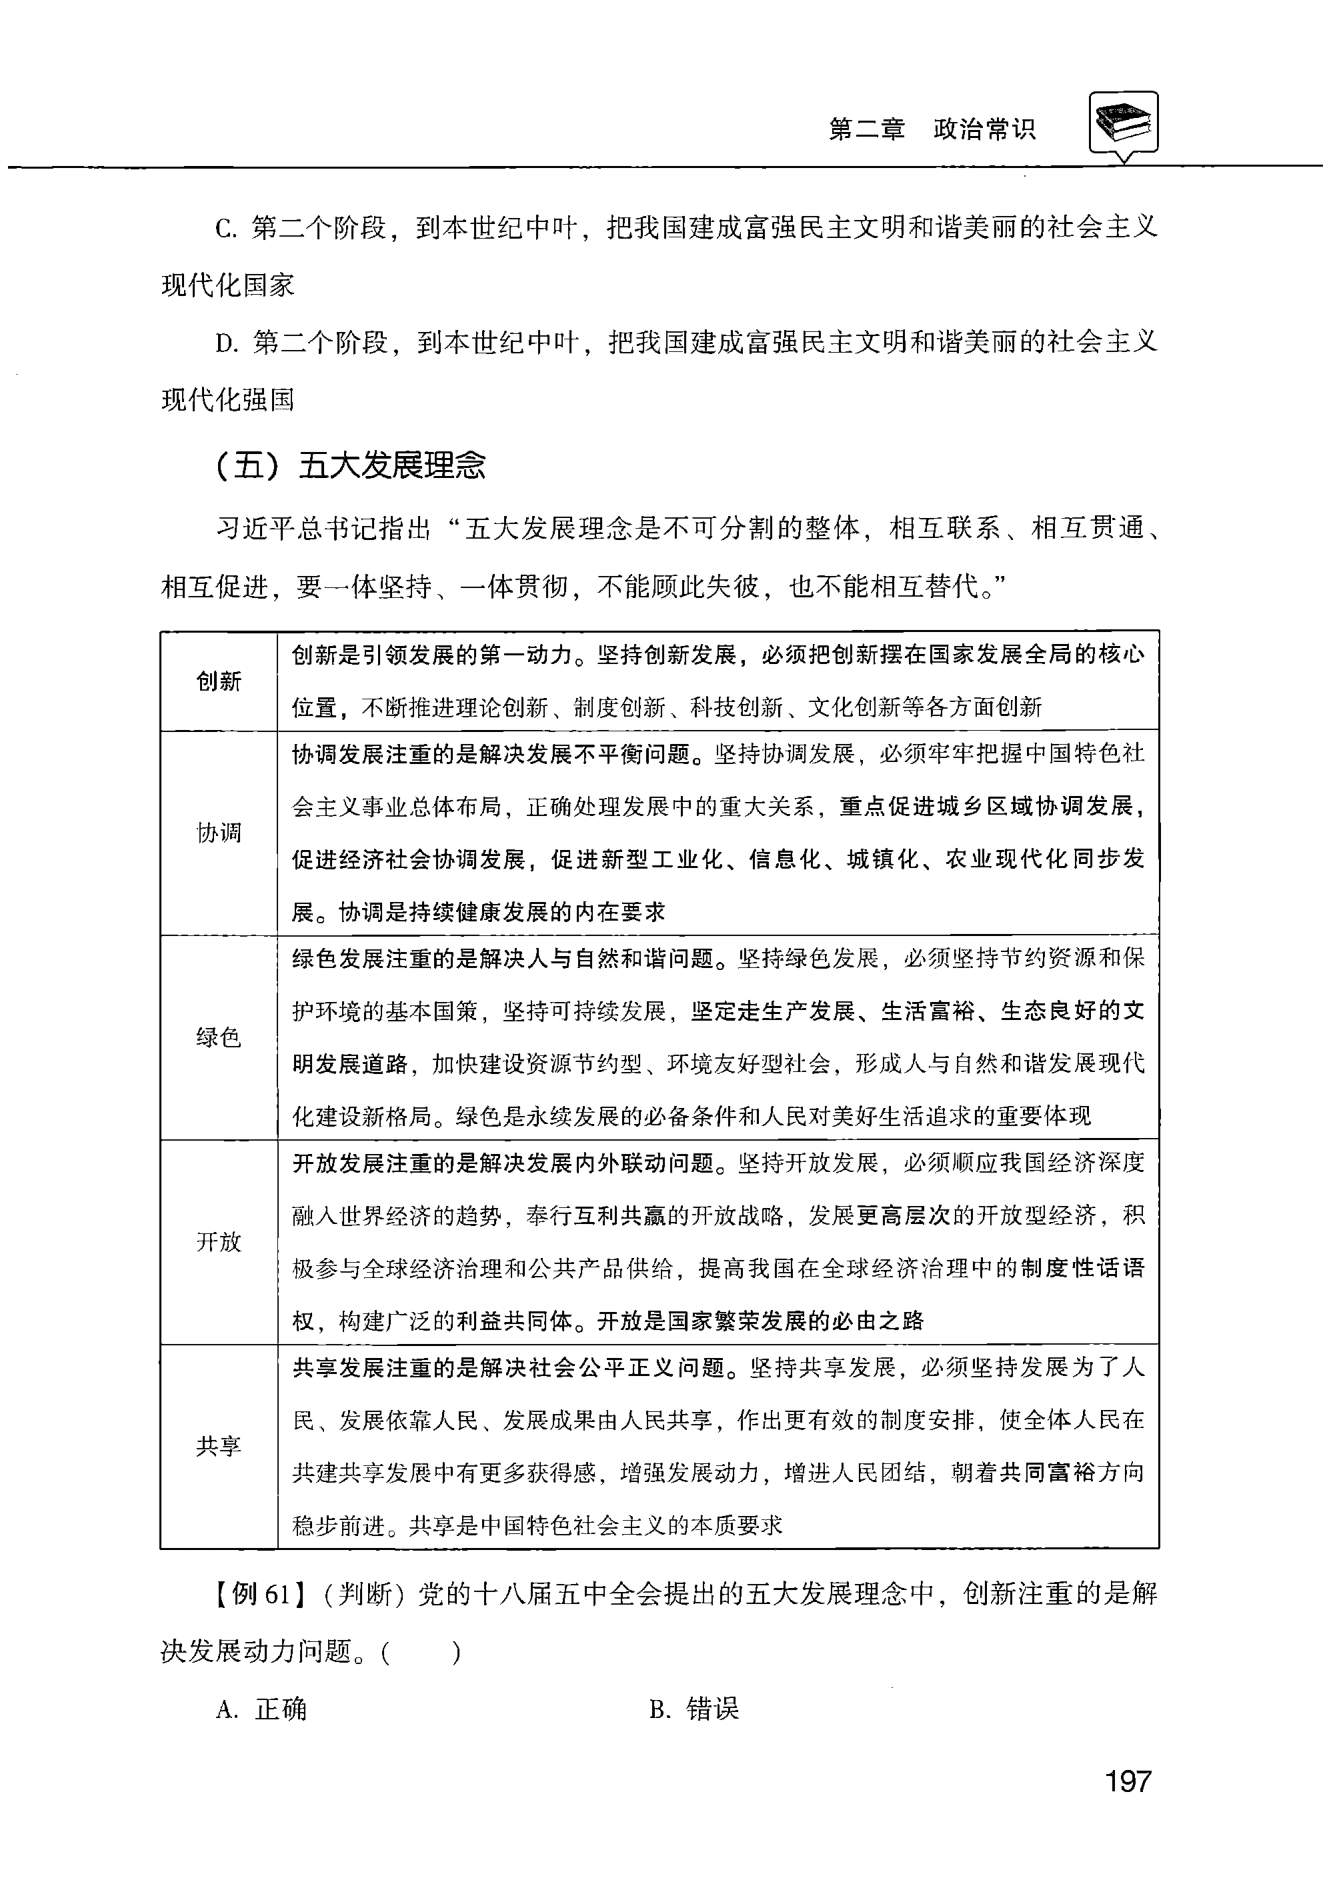 第二章 政治常识
C. 第二个阶段，到本世纪中叶，把我国建成富强民主文明和谐美丽的社会主义
现代化国家
D. 第二个阶段，到本世纪中叶，把我国建成富强民主文明和谐美丽的社会主义
现代化强国
（五）五大发展理念
习近平总书记指出“五大发展理念是不可分割的整体，相互联系、相互贯通、
相互促进，要一体坚持、一体贯彻，不能顾此失彼，也不能相互替代。”
创新
创新是引领发展的第一动力。坚持创新发展，必须把创新摆在国家发展全局的核心
位置，不断推进理论创新、制度创新、科技创新、文化创新等各方面创新
协调
协调发展注重的是解决发展不平衡问题。坚持协调发展，必须牢牢把握中国特色社
会主义事业总体布局，正确处理发展中的重大关系，重点促进城乡区域协调发展，
促进经济社会协调发展，促进新型工业化、信息化、城镇化、农业现代化同步发
展。协调是持续健康发展的内在要求
绿色
绿色发展注重的是解决人与自然和谐问题。坚持绿色发展，必须坚持节约资源和保
护环境的基本国策，坚持可持续发展，坚定走生产发展、生活富裕、生态良好的文
明发展道路，加快建设资源节约型、环境友好型社会，形成人与自然和谐发展现代
化建设新格局。绿色是永续发展的必备条件和人民对美好生活追求的重要体现
开放
开放发展注重的是解决发展内外联动问题。坚持开放发展，必须顺应我国经济深度
融入世界经济的趋势，奉行互利共赢的开放战略，发展更高层次的开放型经济，积
极参与全球经济治理和公共产品供给，提高我国在全球经济治理中的制度性话语
权，构建广泛的利益共同体。开放是国家繁荣发展的必由之路
共享
共享发展注重的是解决社会公平正义问题。坚持共享发展，必须坚持发展为了人
民、发展依靠人民、发展成果由人民共享，作出更有效的制度安排，使全体人民在
共建共享发展中有更多获得感，增强发展动力，增进人民团结，朝着共同富裕方向
稳步前进。共享是中国特色社会主义的本质要求
【例 61】（判断）党的十八届五中全会提出的五大发展理念中，创新注重的是解
决发展动力问题。（ ）
A. 正确 B. 错误
197